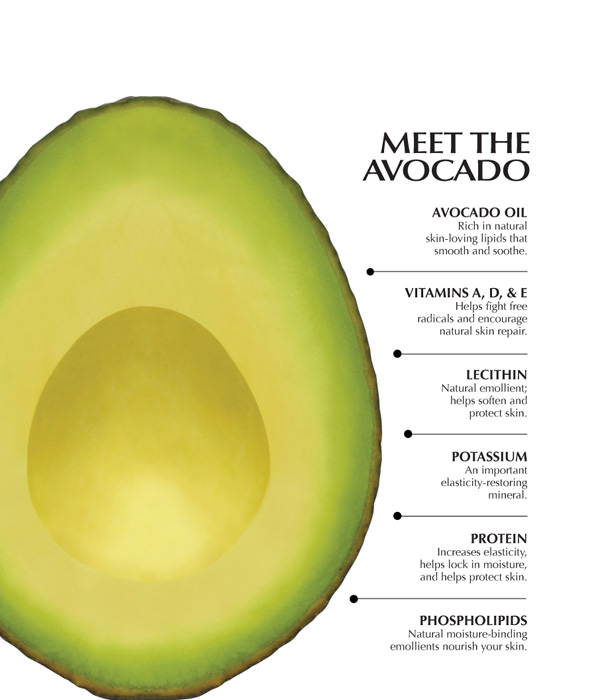 MEET THE
AVOCADO
AVOCADO OIL
Rich in natural
skin-loving lipids that
smooth and soothe.
VITAMINS A, D, & E
Helps fight free
radicals and encourage
natural skin repair.
LECITHIN
Natural emollient;
helps soften and
protect skin.
POTASSIUM
An important
elasticity-restoring
mineral.
PROTEIN
Increases elasticity,
helps lock in moisture,
and helps protect skin.
PHOSPHOLIPIDS
Natural moisture-binding
emollients nourish your skin.